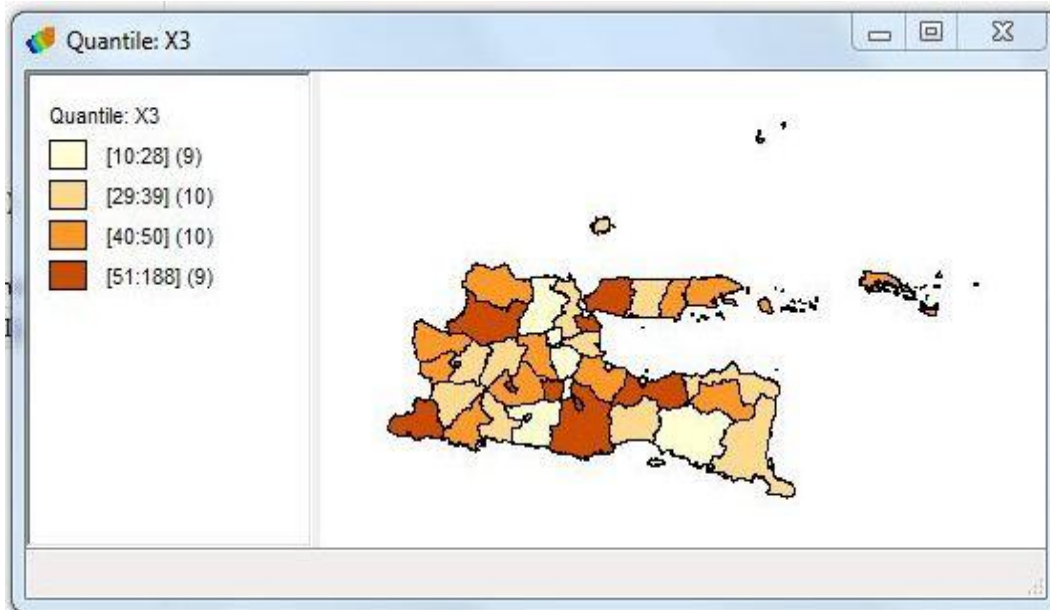 Quantile: X3
Quantile: X3
[10:28] (9)
[29:39] (10)
[40:50] (10)
[51:188] (9)